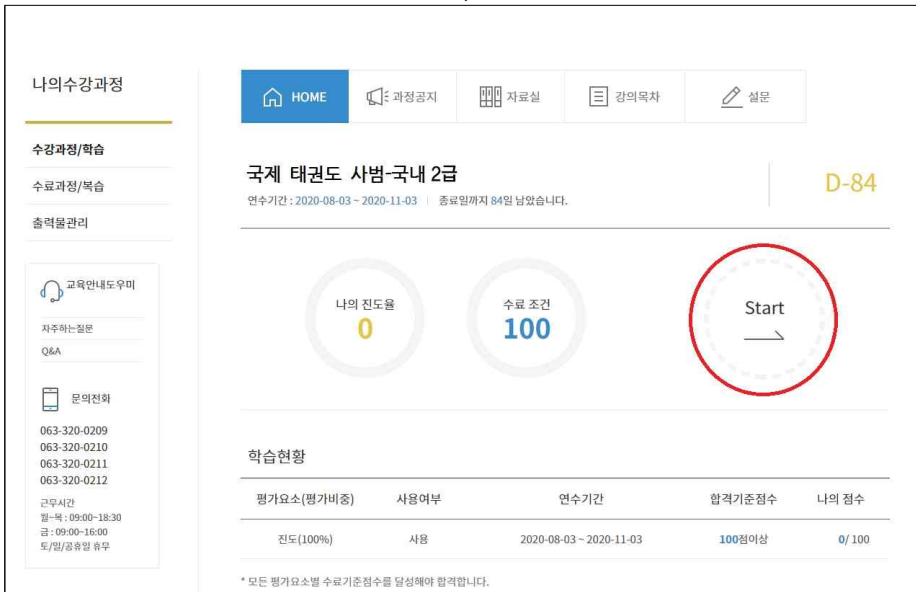 나의수강과정
수강과정/학습
수료과정/복습
출력물관리
교육안내도우미
자주하는질문
Q&A
문의전화
063-320-0209
063-320-0210
063-320-0211
063-320-0212
근무시간
월~목 : 09:00~18:30
금 : 09:00~16:00
토/일/공휴일 휴무
HOME 과정공지 자료실 강의목차 설문
국제 태권도 사범-국내 2급
연수기간 : 2020-08-03 ~ 2020-11-03 | 종료일까지 84일 남았습니다.
D-84
나의 진도율
0
수료 조건
100
Start
학습현황
평가요소(평가비중) 사용여부 연수기간 합격기준점수 나의 점수
진도(100%) 사용 2020-08-03 ~ 2020-11-03 100점이상 0/ 100
* 모든 평가요소별 수료기준점수를 달성해야 합격합니다.